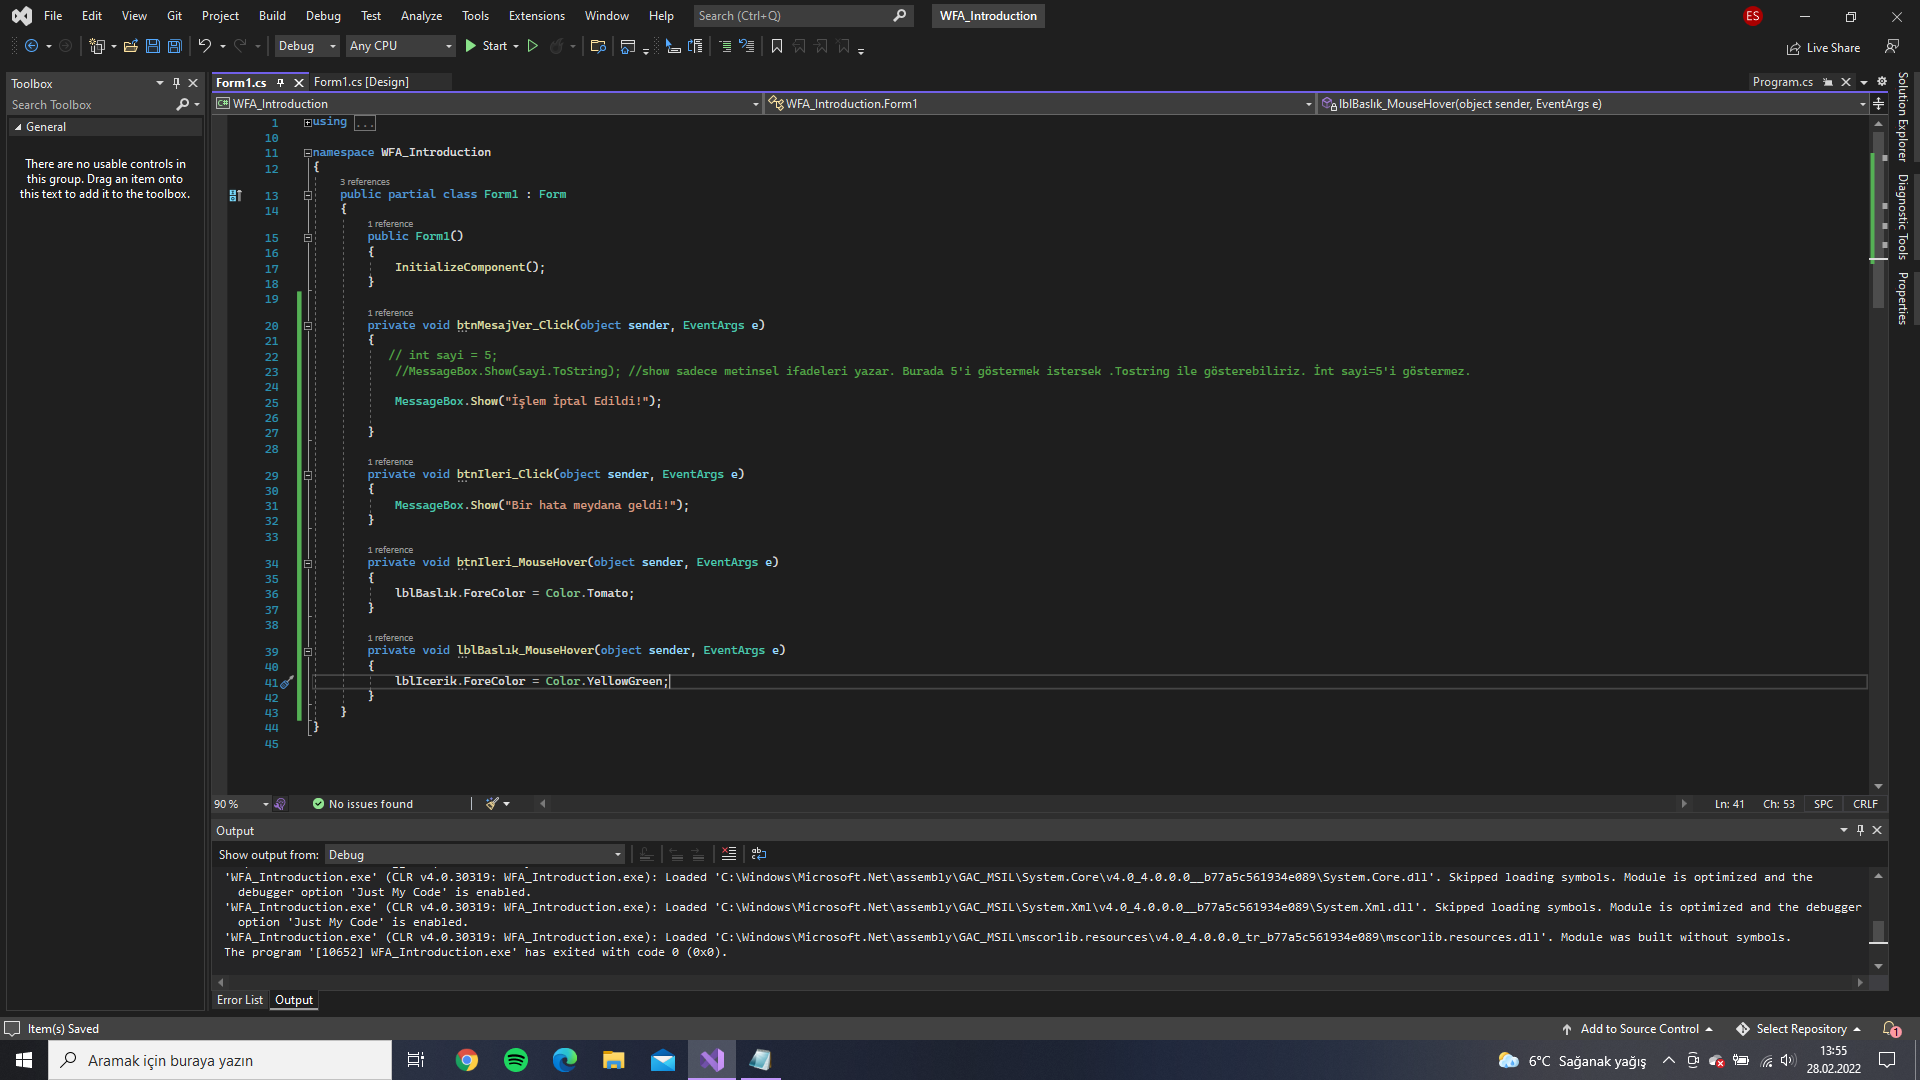 File Edit View Git Project Build Debug Test Analyze Tools Extensions Window Help Search (Ctrl+Q) WFA_Introduction ES
Debug Any CPU Start Live Share
Toolbox
Search Toolbox
General
There are no usable controls in
this group. Drag an item onto
this text to add it to the toolbox.
Form1.cs Form1.cs [Design] Program.cs
C# WFA_Introduction WFA_Introduction.Form1 lblBaslık_MouseHover(object sender, EventArgs e)
1 using ...
10
11 namespace WFA_Introduction
12 {
3 references
13 public partial class Form1 : Form
14 {
1 reference
15 public Form1()
16 {
17 InitializeComponent();
18 }
19
1 reference
20 private void btnMesajVer_Click(object sender, EventArgs e)
21 {
22 // int sayi = 5;
23 //MessageBox.Show(sayi.ToString); //show sadece metinsel ifadeleri yazar. Burada 5'i göstermek istersek .Tostring ile gösterebiliriz. İnt sayi=5'i göstermez.
24
25 MessageBox.Show("İşlem İptal Edildi!");
26
27 }
28
1 reference
29 private void btnIleri_Click(object sender, EventArgs e)
30 {
31 MessageBox.Show("Bir hata meydana geldi!");
32 }
33
1 reference
34 private void btnIleri_MouseHover(object sender, EventArgs e)
35 {
36 lblBaslık.ForeColor = Color.Tomato;
37 }
38
1 reference
39 private void lblBaslık_MouseHover(object sender, EventArgs e)
40 {
41 lblIcerik.ForeColor = Color.YellowGreen;
42 }
43 }
44 }
45
Solution Explorer
Diagnostic Tools
Properties
90 % No issues found Ln: 41 Ch: 53 SPC CRLF
Output
Show output from: Debug
'WFA_Introduction.exe' (CLR v4.0.30319: WFA_Introduction.exe): Loaded 'C:\Windows\Microsoft.Net\assembly\GAC_MSIL\System.Core\v4.0_4.0.0.0__b77a5c561934e089\System.Core.dll'. Skipped loading symbols. Module is optimized and the
debugger option 'Just My Code' is enabled.
'WFA_Introduction.exe' (CLR v4.0.30319: WFA_Introduction.exe): Loaded 'C:\Windows\Microsoft.Net\assembly\GAC_MSIL\System.Xml\v4.0_4.0.0.0__b77a5c561934e089\System.Xml.dll'. Skipped loading symbols. Module is optimized and the debugger
option 'Just My Code' is enabled.
'WFA_Introduction.exe' (CLR v4.0.30319: WFA_Introduction.exe): Loaded 'C:\Windows\Microsoft.Net\assembly\GAC_MSIL\mscorlib.resources\v4.0_4.0.0.0_tr_b77a5c561934e089\mscorlib.resources.dll'. Module was built without symbols.
The program '[10652] WFA_Introduction.exe' has exited with code 0 (0x0).
Error List Output
Item(s) Saved Add to Source Control Select Repository 1
Aramak için buraya yazın 6°C Sağanak yağış 13:55
28.02.2022